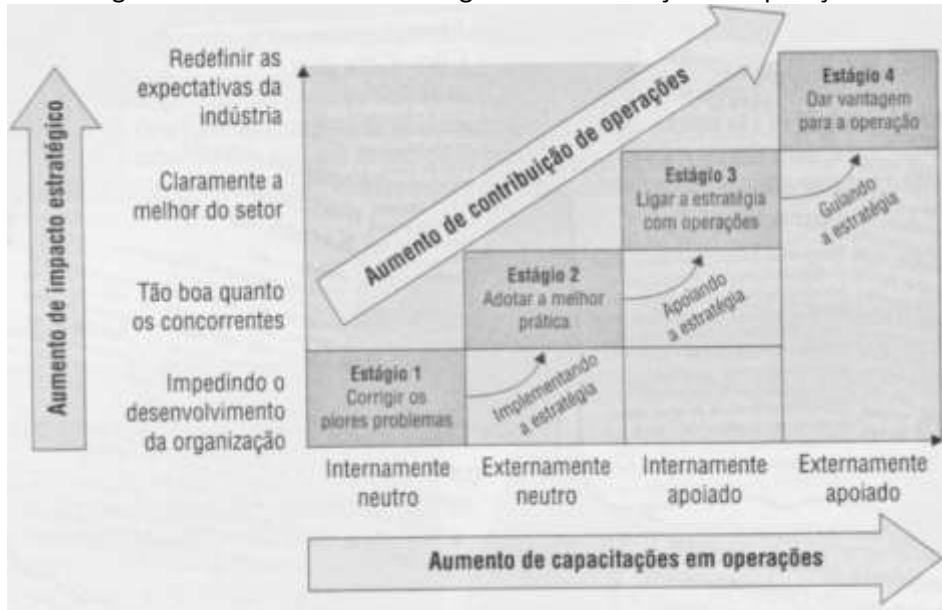 Redefinir as
expectativas da
indústria
Claramente a
melhor do setor
Tão boa quanto
os concorrentes
Impedindo o
desenvolvimento
da organização
Aumento de impacto estratégico
Aumento de contribuição de operações
Estágio 4
Dar vantagem
para a operação
Estágio 3
Ligar a estratégia
com operações
Guiando
a estratégia
Estágio 2
Adotar a melhor
prática
Apoiando
a estratégia
Estágio 1
Corrigir os
piores problemas
Implementando
a estratégia
Internamente
neutro
Externamente
neutro
Internamente
apoiado
Externamente
apoiado
Aumento de capacitações em operações